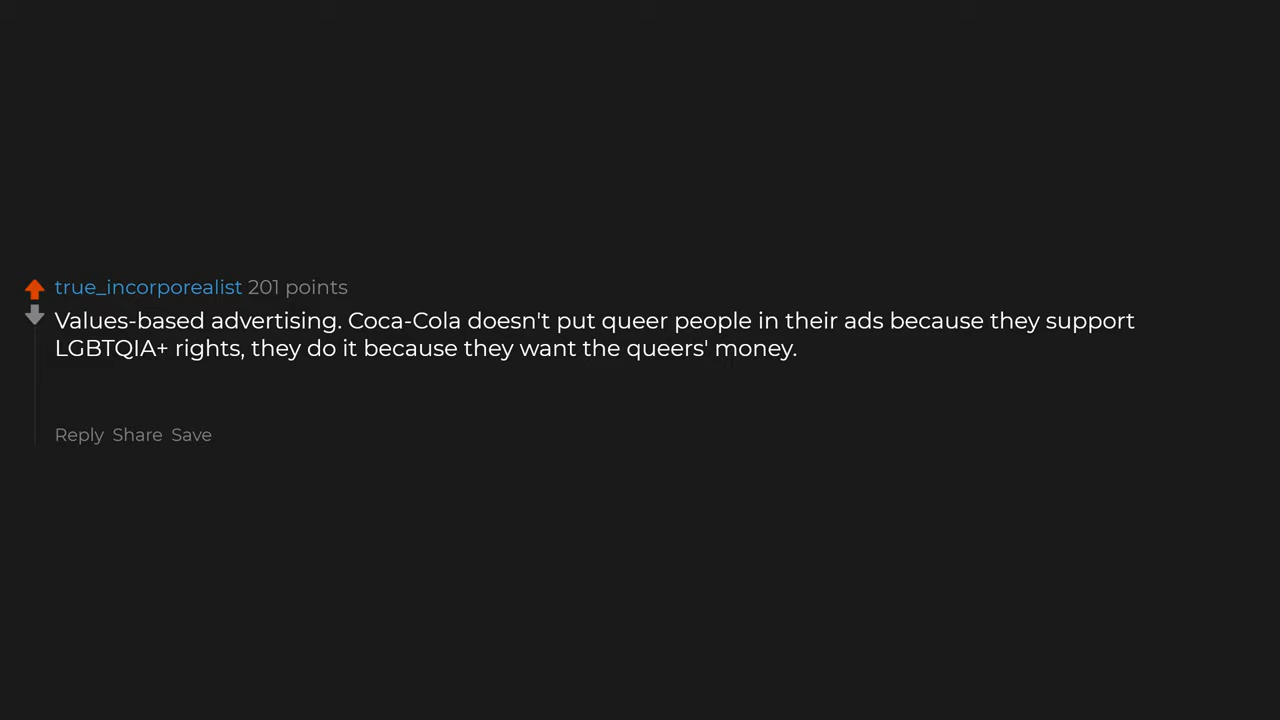 true_incorporealist 201 points
Values-based advertising. Coca-Cola doesn't put queer people in their ads because they support
LGBTQIA+ rights, they do it because they want the queers' money.
Reply Share Save